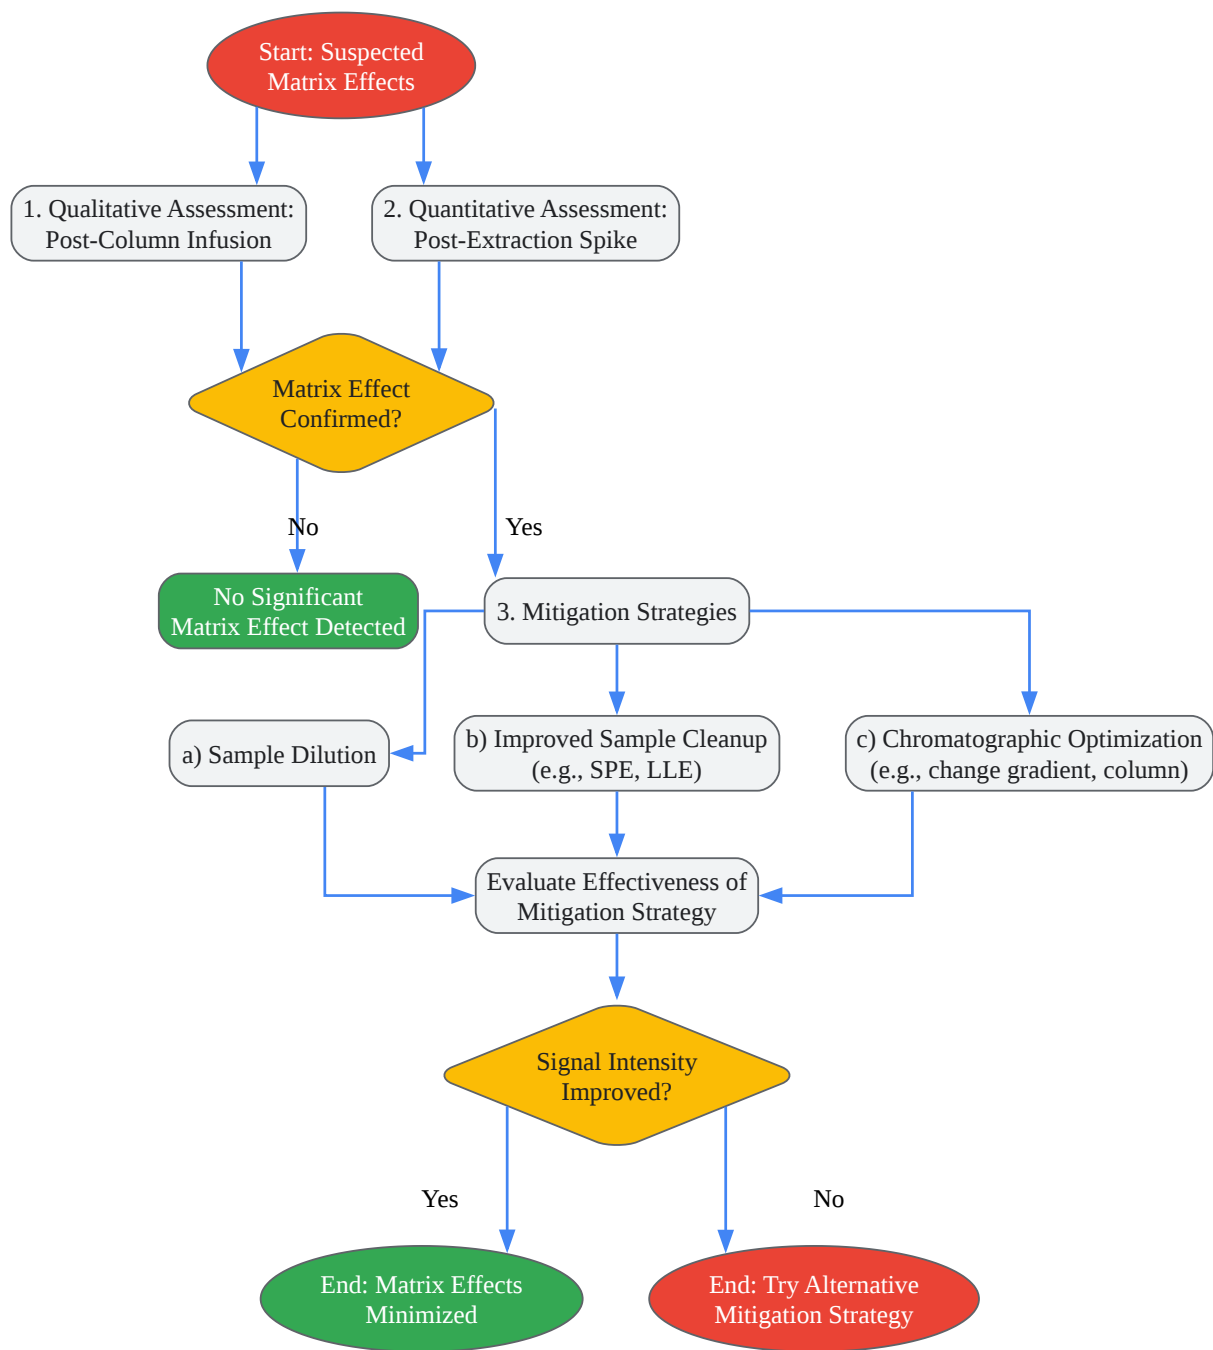 Start: Suspected
Matrix Effects
1. Qualitative Assessment:
Post-Column Infusion
2. Quantitative Assessment:
Post-Extraction Spike
Matrix Effect
Confirmed?
No
Yes
No Significant
Matrix Effect Detected
3. Mitigation Strategies
a) Sample Dilution
b) Improved Sample Cleanup
(e.g., SPE, LLE)
c) Chromatographic Optimization
(e.g., change gradient, column)
Evaluate Effectiveness of
Mitigation Strategy
Signal Intensity
Improved?
Yes
No
End: Matrix Effects
Minimized
End: Try Alternative
Mitigation Strategy